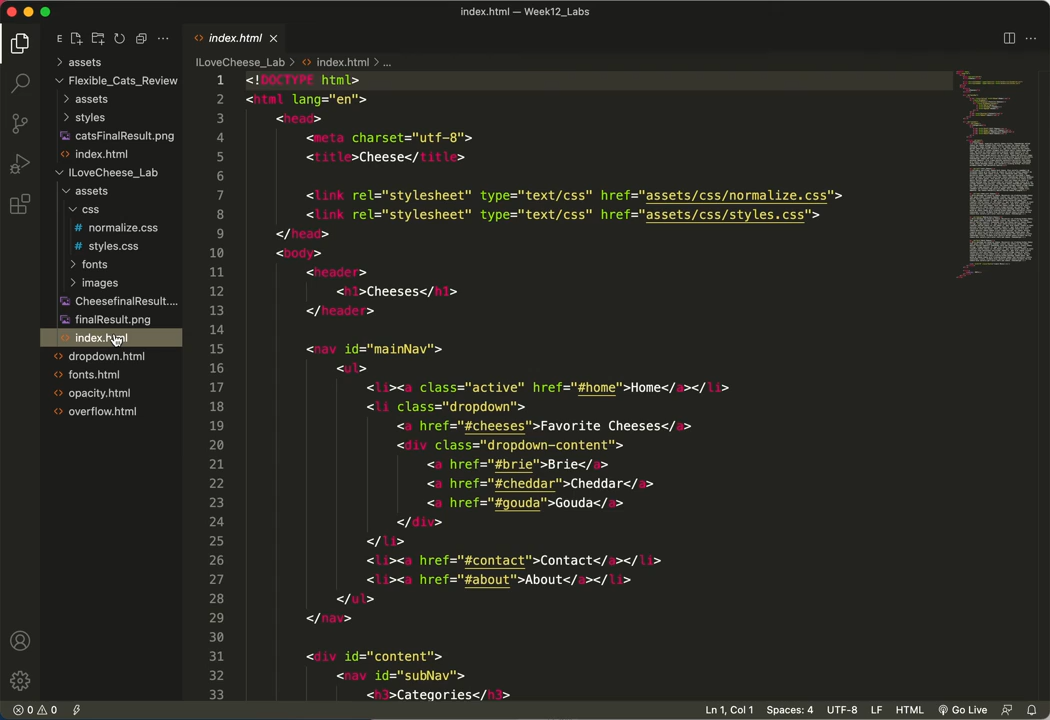 index.html — Week12_Labs
E
assets
Flexible_Cats_Review
assets
styles
catsFinalResult.png
index.html
ILoveCheese_Lab
assets
css
# normalize.css
# styles.css
fonts
images
CheesefinalResult....
finalResult.png
index.html
dropdown.html
fonts.html
opacity.html
overflow.html
index.html
ILoveCheese_Lab > index.html > ...
1 <!DOCTYPE html>
2 <html lang="en">
3 <head>
4 <meta charset="utf-8">
5 <title>Cheese</title>
6
7 <link rel="stylesheet" type="text/css" href="assets/css/normalize.css">
8 <link rel="stylesheet" type="text/css" href="assets/css/styles.css">
9 </head>
10 <body>
11 <header>
12 <h1>Cheeses</h1>
13 </header>
14
15 <nav id="mainNav">
16 <ul>
17 <li><a class="active" href="#home">Home</a></li>
18 <li class="dropdown">
19 <a href="#cheeses">Favorite Cheeses</a>
20 <div class="dropdown-content">
21 <a href="#brie">Brie</a>
22 <a href="#cheddar">Cheddar</a>
23 <a href="#gouda">Gouda</a>
24 </div>
25 </li>
26 <li><a href="#contact">Contact</a></li>
27 <li><a href="#about">About</a></li>
28 </ul>
29 </nav>
30
31 <div id="content">
32 <nav id="subNav">
33 <h3>Categories</h3>
0 0 Ln 1, Col 1 Spaces: 4 UTF-8 LF HTML Go Live